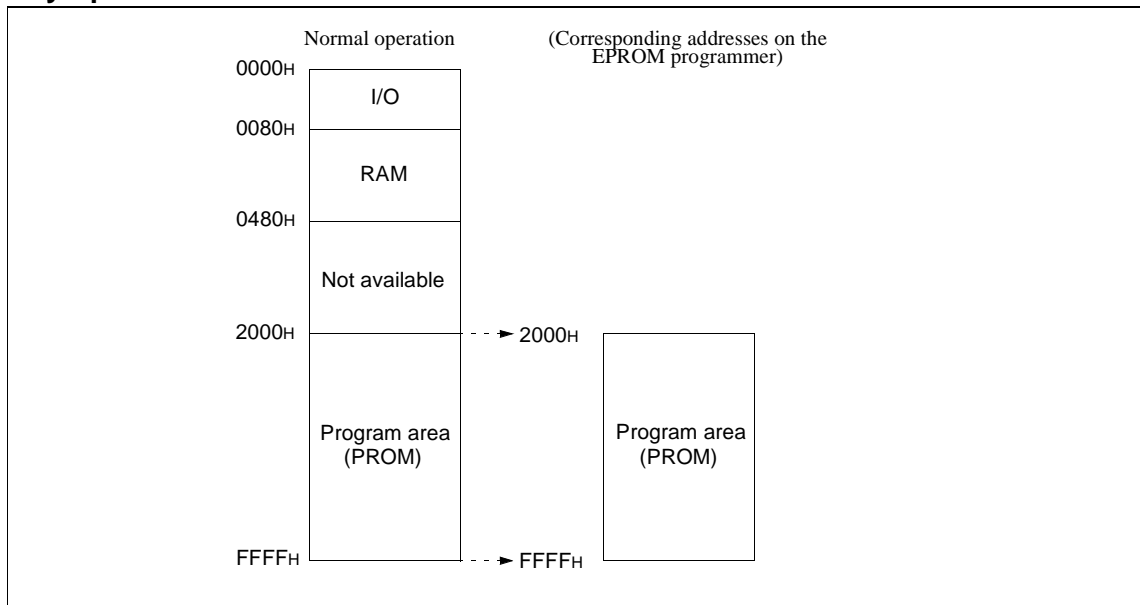 Normal operation
(Corresponding addresses on the
EPROM programmer)
0000H
I/O
0080H
RAM
0480H
Not available
2000H
2000H
Program area
(PROM)
Program area
(PROM)
FFFFH
FFFFH